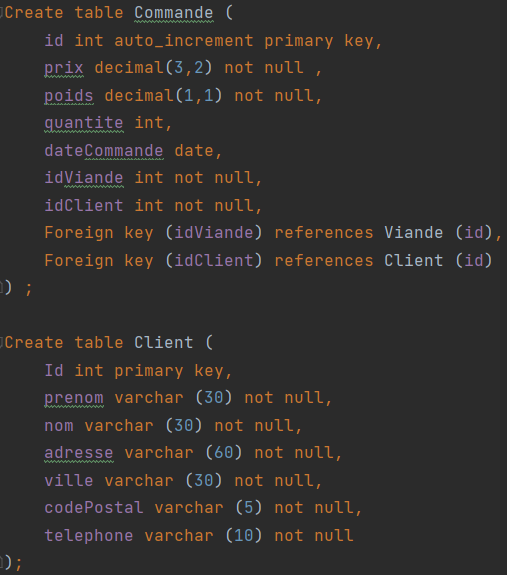 Create table Commande (
id int auto_increment primary key,
prix decimal(3,2) not null ,
poids decimal(1,1) not null,
quantite int,
dateCommande date,
idViande int not null,
idClient int not null,
Foreign key (idViande) references Viande (id),
Foreign key (idClient) references Client (id)
) ;
Create table Client (
Id int primary key,
prenom varchar (30) not null,
nom varchar (30) not null,
adresse varchar (60) not null,
ville varchar (30) not null,
codePostal varchar (5) not null,
telephone varchar (10) not null
);